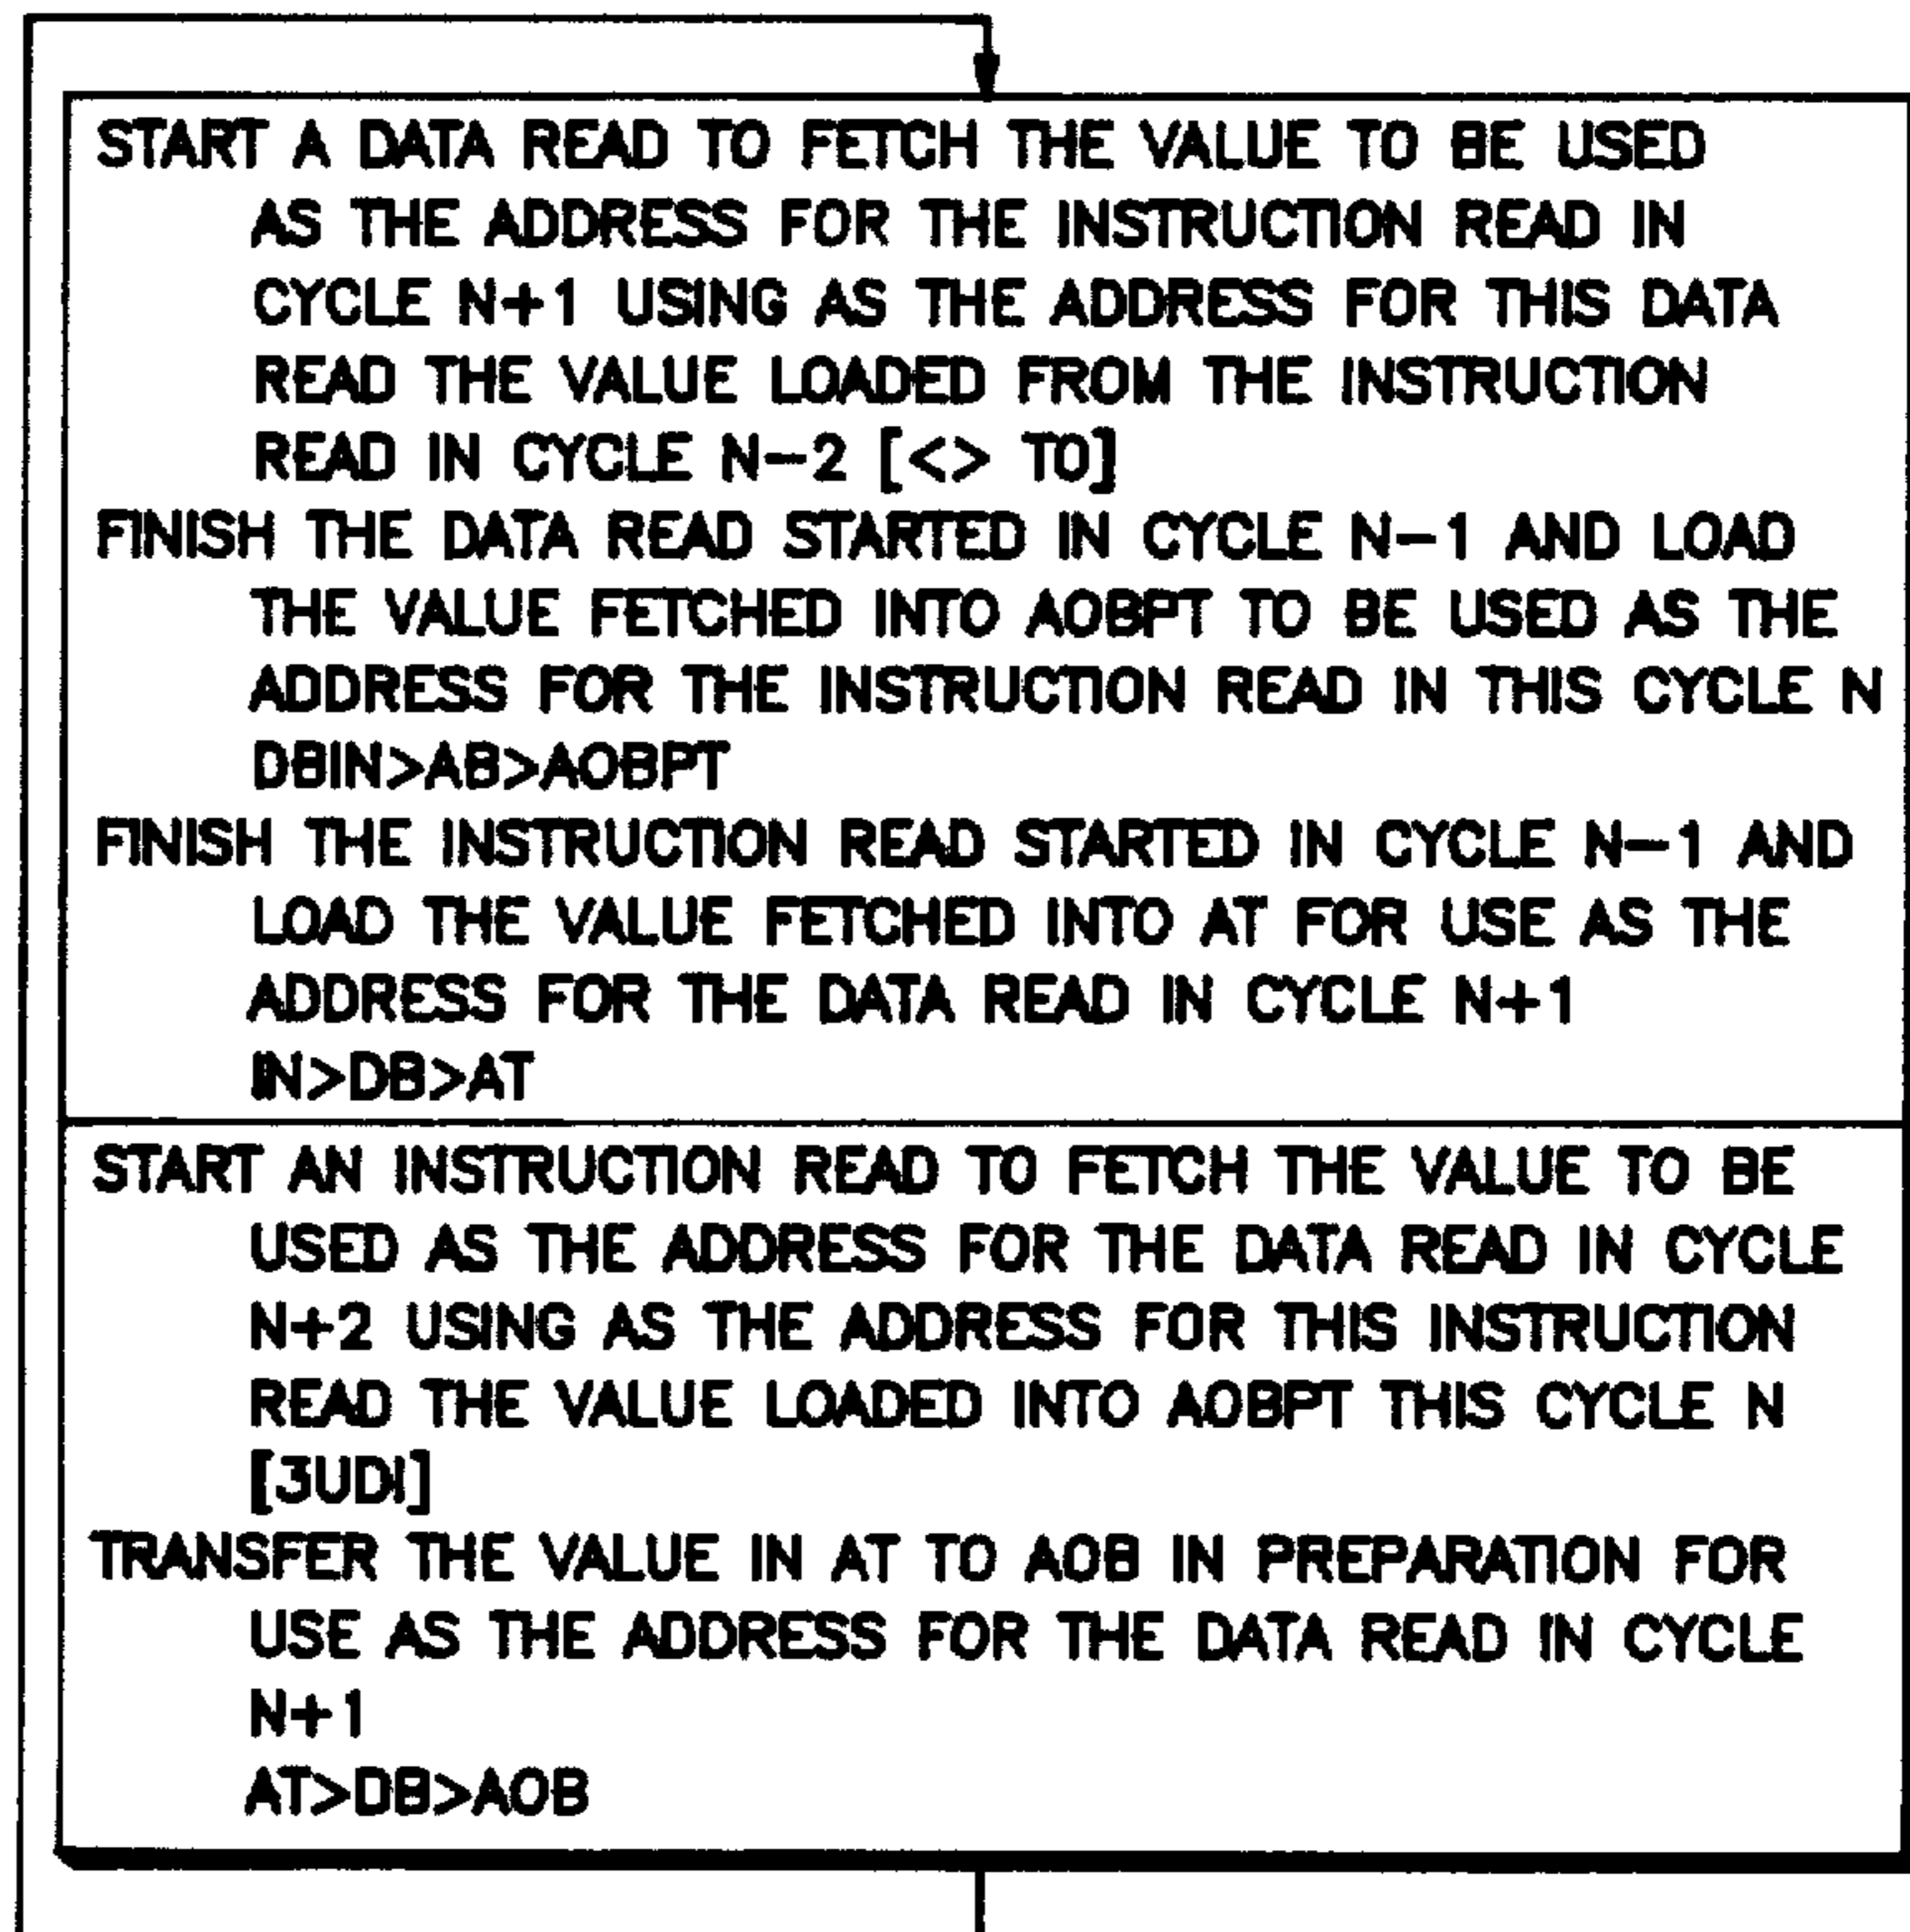 START A DATA READ TO FETCH THE VALUE TO BE USED
AS THE ADDRESS FOR THE INSTRUCTION READ IN
CYCLE N+1 USING AS THE ADDRESS FOR THIS DATA
READ THE VALUE LOADED FROM THE INSTRUCTION
READ IN CYCLE N-2 [<> TO]
FINISH THE DATA READ STARTED IN CYCLE N-1 AND LOAD
THE VALUE FETCHED INTO AOBPT TO BE USED AS THE
ADDRESS FOR THE INSTRUCTION READ IN THIS CYCLE N
DBIN>AB>AOBPT
FINISH THE INSTRUCTION READ STARTED IN CYCLE N-1 AND
LOAD THE VALUE FETCHED INTO AT FOR USE AS THE
ADDRESS FOR THE DATA READ IN CYCLE N+1
IN>DB>AT
START AN INSTRUCTION READ TO FETCH THE VALUE TO BE
USED AS THE ADDRESS FOR THE DATA READ IN CYCLE
N+2 USING AS THE ADDRESS FOR THIS INSTRUCTION
READ THE VALUE LOADED INTO AOBPT THIS CYCLE N
[3UDI]
TRANSFER THE VALUE IN AT TO AOB IN PREPARATION FOR
USE AS THE ADDRESS FOR THE DATA READ IN CYCLE
N+1
AT>DB>AOB